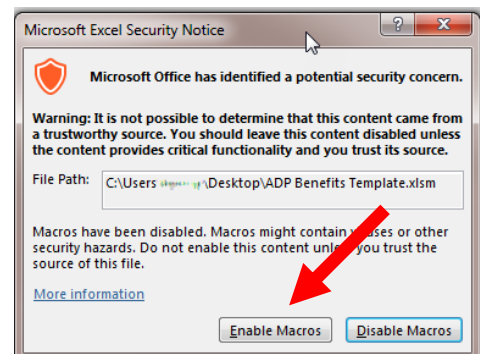 Microsoft Excel Security Notice
Microsoft Office has identified a potential security concern.
Warning: It is not possible to determine that this content came from
a trustworthy source. You should leave this content disabled unless
the content provides critical functionality and you trust its source.
File Path: C:\Users \Desktop\ADP Benefits Template.xlsm
Macros have been disabled. Macros might contain viruses or other
security hazards. Do not enable this content unless you trust the
source of this file.
More information
Enable Macros Disable Macros